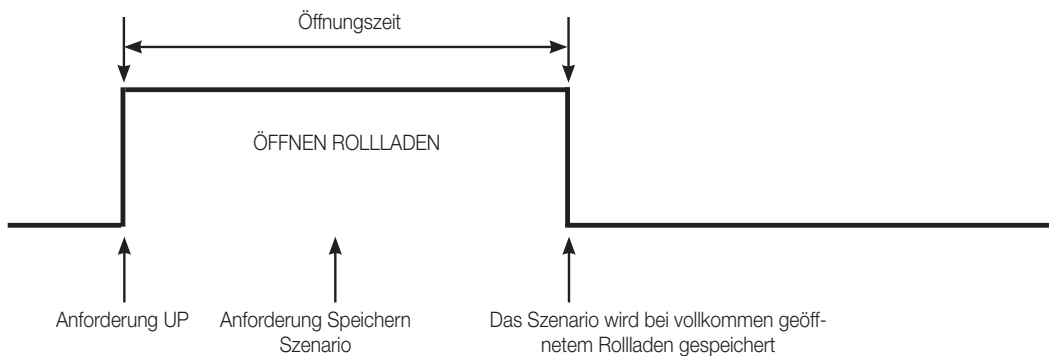 Öffnungszeit
ÖFFNEN ROLLLADEN
Anforderung UP
Anforderung Speichern
Szenario
Das Szenario wird bei vollkommen geöff-
netem Rollladen gespeichert